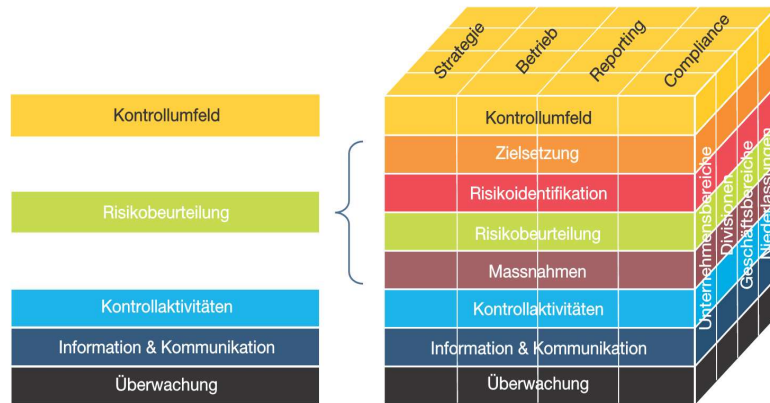 Kontrollumfeld
Risikobeurteilung
Kontrollaktivitäten
Information & Kommunikation
Überwachung
Strategie
Betrieb
Reporting
Compliance
Kontrollumfeld
Zielsetzung
Risikoidentifikation
Risikobeurteilung
Massnahmen
Kontrollaktivitäten
Information & Kommunikation
Überwachung
Unternehmensbereiche
Divisionen
Geschäftsbereiche
Niederlassungen